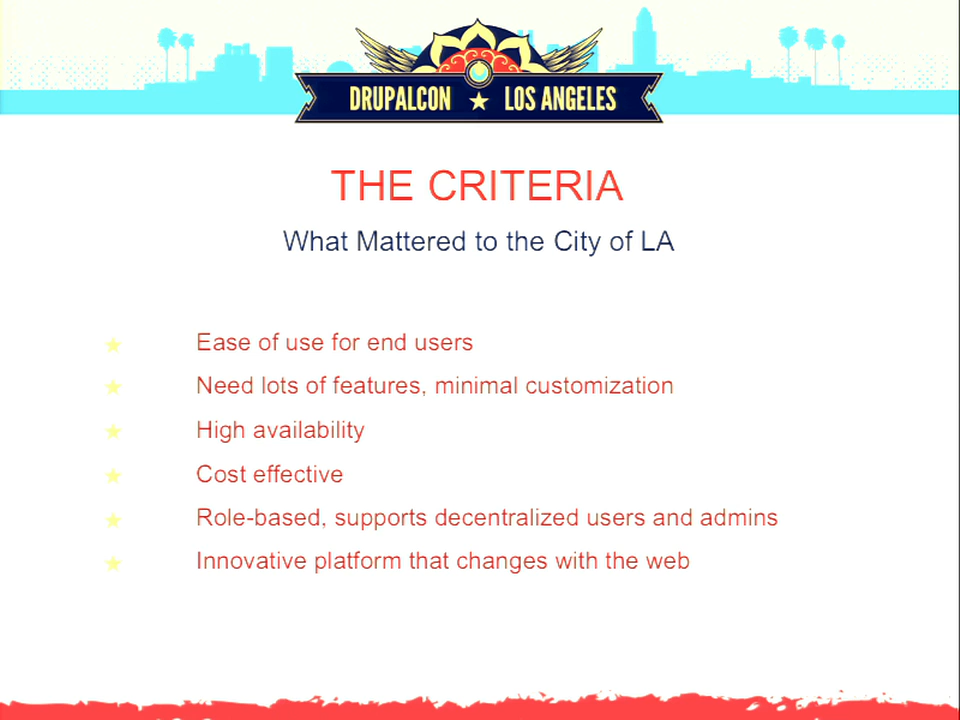 DRUPALCON ★ LOS ANGELES
THE CRITERIA
What Mattered to the City of LA
★ Ease of use for end users
★ Need lots of features, minimal customization
★ High availability
★ Cost effective
★ Role-based, supports decentralized users and admins
★ Innovative platform that changes with the web